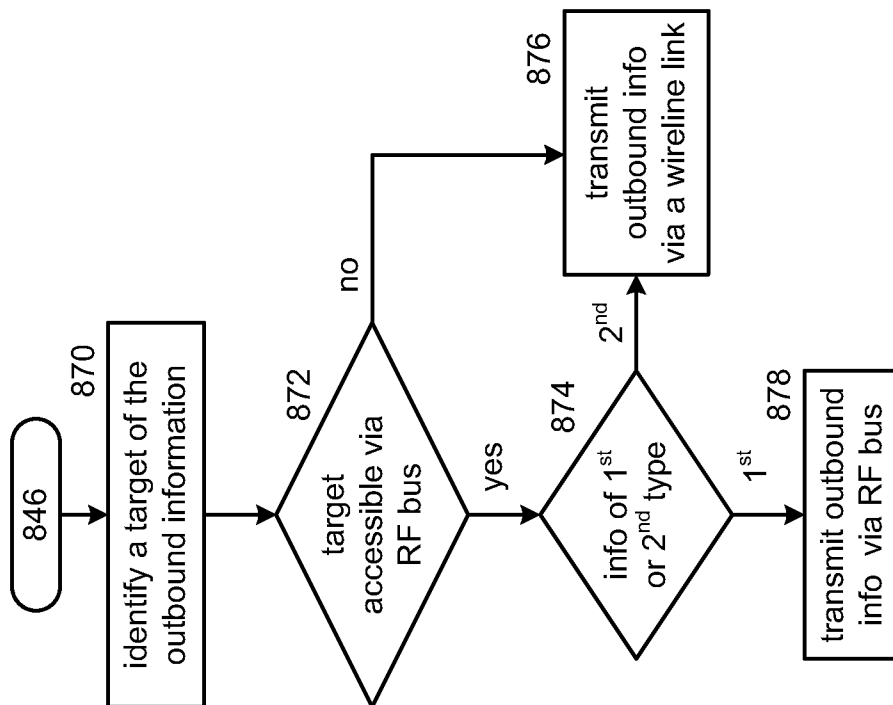 846
870
identify a target of the
outbound information
872
target
accessible via
RF bus
no
yes
874
info of 1st
or 2nd type
2nd
1st
876
transmit
outbound info
via a wireline link
878
transmit outbound
info via RF bus